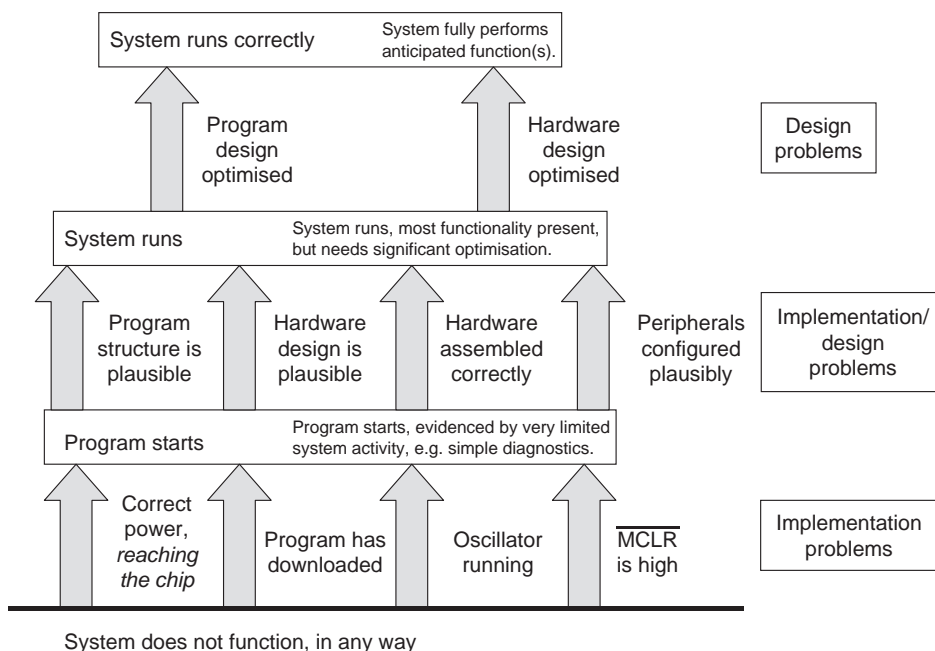 System runs correctly
System fully performs
anticipated function(s).
Program
design
optimised
Hardware
design
optimised
Design
problems
System runs
System runs, most functionality present,
but needs significant optimisation.
Program
structure is
plausible
Hardware
design is
plausible
Hardware
assembled
correctly
Peripherals
configured
plausibly
Implementation/
design
problems
Program starts
Program starts, evidenced by very limited
system activity, e.g. simple diagnostics.
Correct
power,
reaching
the chip
Program has
downloaded
Oscillator
running
MCLR
is high
Implementation
problems
System does not function, in any way